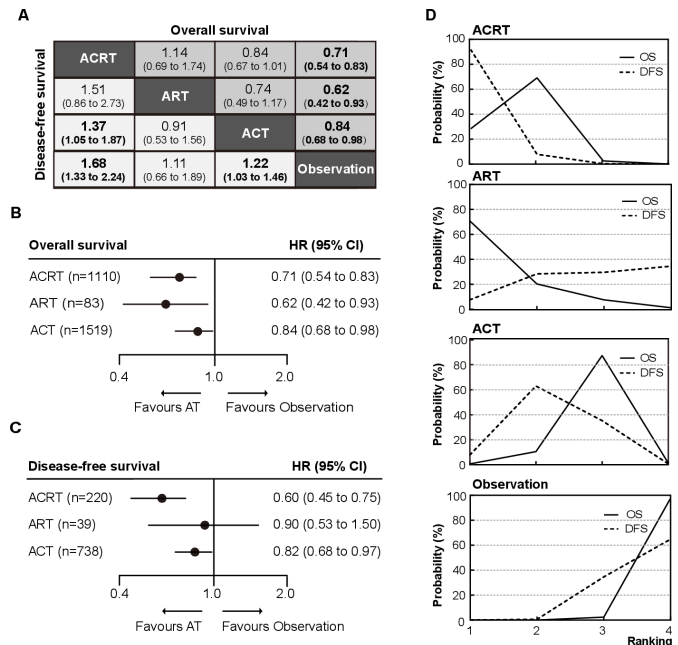 A
Overall survival
Disease-free survival
ACRT
1.14
(0.69 to 1.74)
0.84
(0.67 to 1.01)
0.71
(0.54 to 0.83)
1.51
(0.86 to 2.73)
ART
0.74
(0.49 to 1.17)
0.62
(0.42 to 0.93)
1.37
(1.05 to 1.87)
0.91
(0.53 to 1.56)
ACT
0.84
(0.68 to 0.98)
1.68
(1.33 to 2.24)
1.11
(0.66 to 1.89)
1.22
(1.03 to 1.46)
Observation
B
Overall survival HR (95% CI)
ACRT (n=1110) 0.71 (0.54 to 0.83)
ART (n=83) 0.62 (0.42 to 0.93)
ACT (n=1519) 0.84 (0.68 to 0.98)
0.4 1.0 2.0
Favours AT Favours Observation
C
Disease-free survival HR (95% CI)
ACRT (n=220) 0.60 (0.45 to 0.75)
ART (n=39) 0.90 (0.53 to 1.50)
ACT (n=738) 0.82 (0.68 to 0.97)
0.4 1.0 2.0
Favours AT Favours Observation
D
ACRT
Probability (%)
100
80
60
40
20
0
OS
DFS
ART
Probability (%)
100
80
60
40
20
0
OS
DFS
ACT
Probability (%)
100
80
60
40
20
0
OS
DFS
Observation
Probability (%)
100
80
60
40
20
0
OS
DFS
1 2 3 4
Ranking